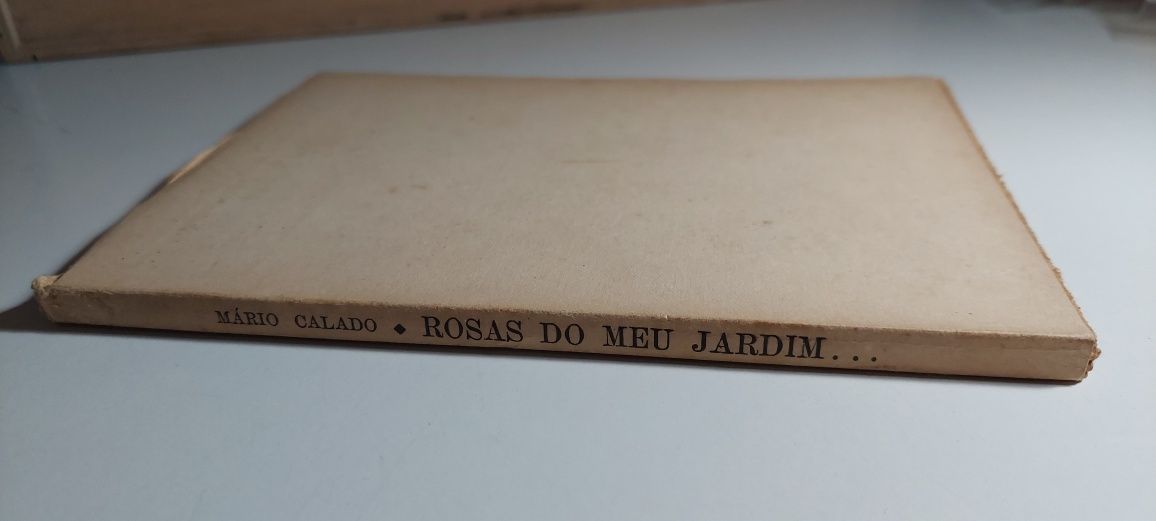 MÁRIO CALADO ◆ ROSAS DO MEU JARDIM...